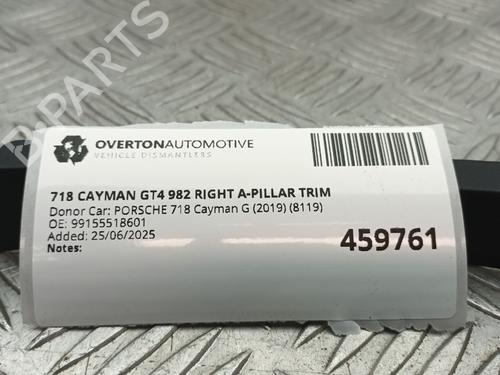 B-PARTS
OVERTONAUTOMOTIVE
VEHICLE DISMANTLERS
718 CAYMAN GT4 982 RIGHT A-PILLAR TRIM
Donor Car: PORSCHE 718 Cayman G (2019) (8119)
OE: 99155518601
Added: 25/06/2025
Notes:
459761